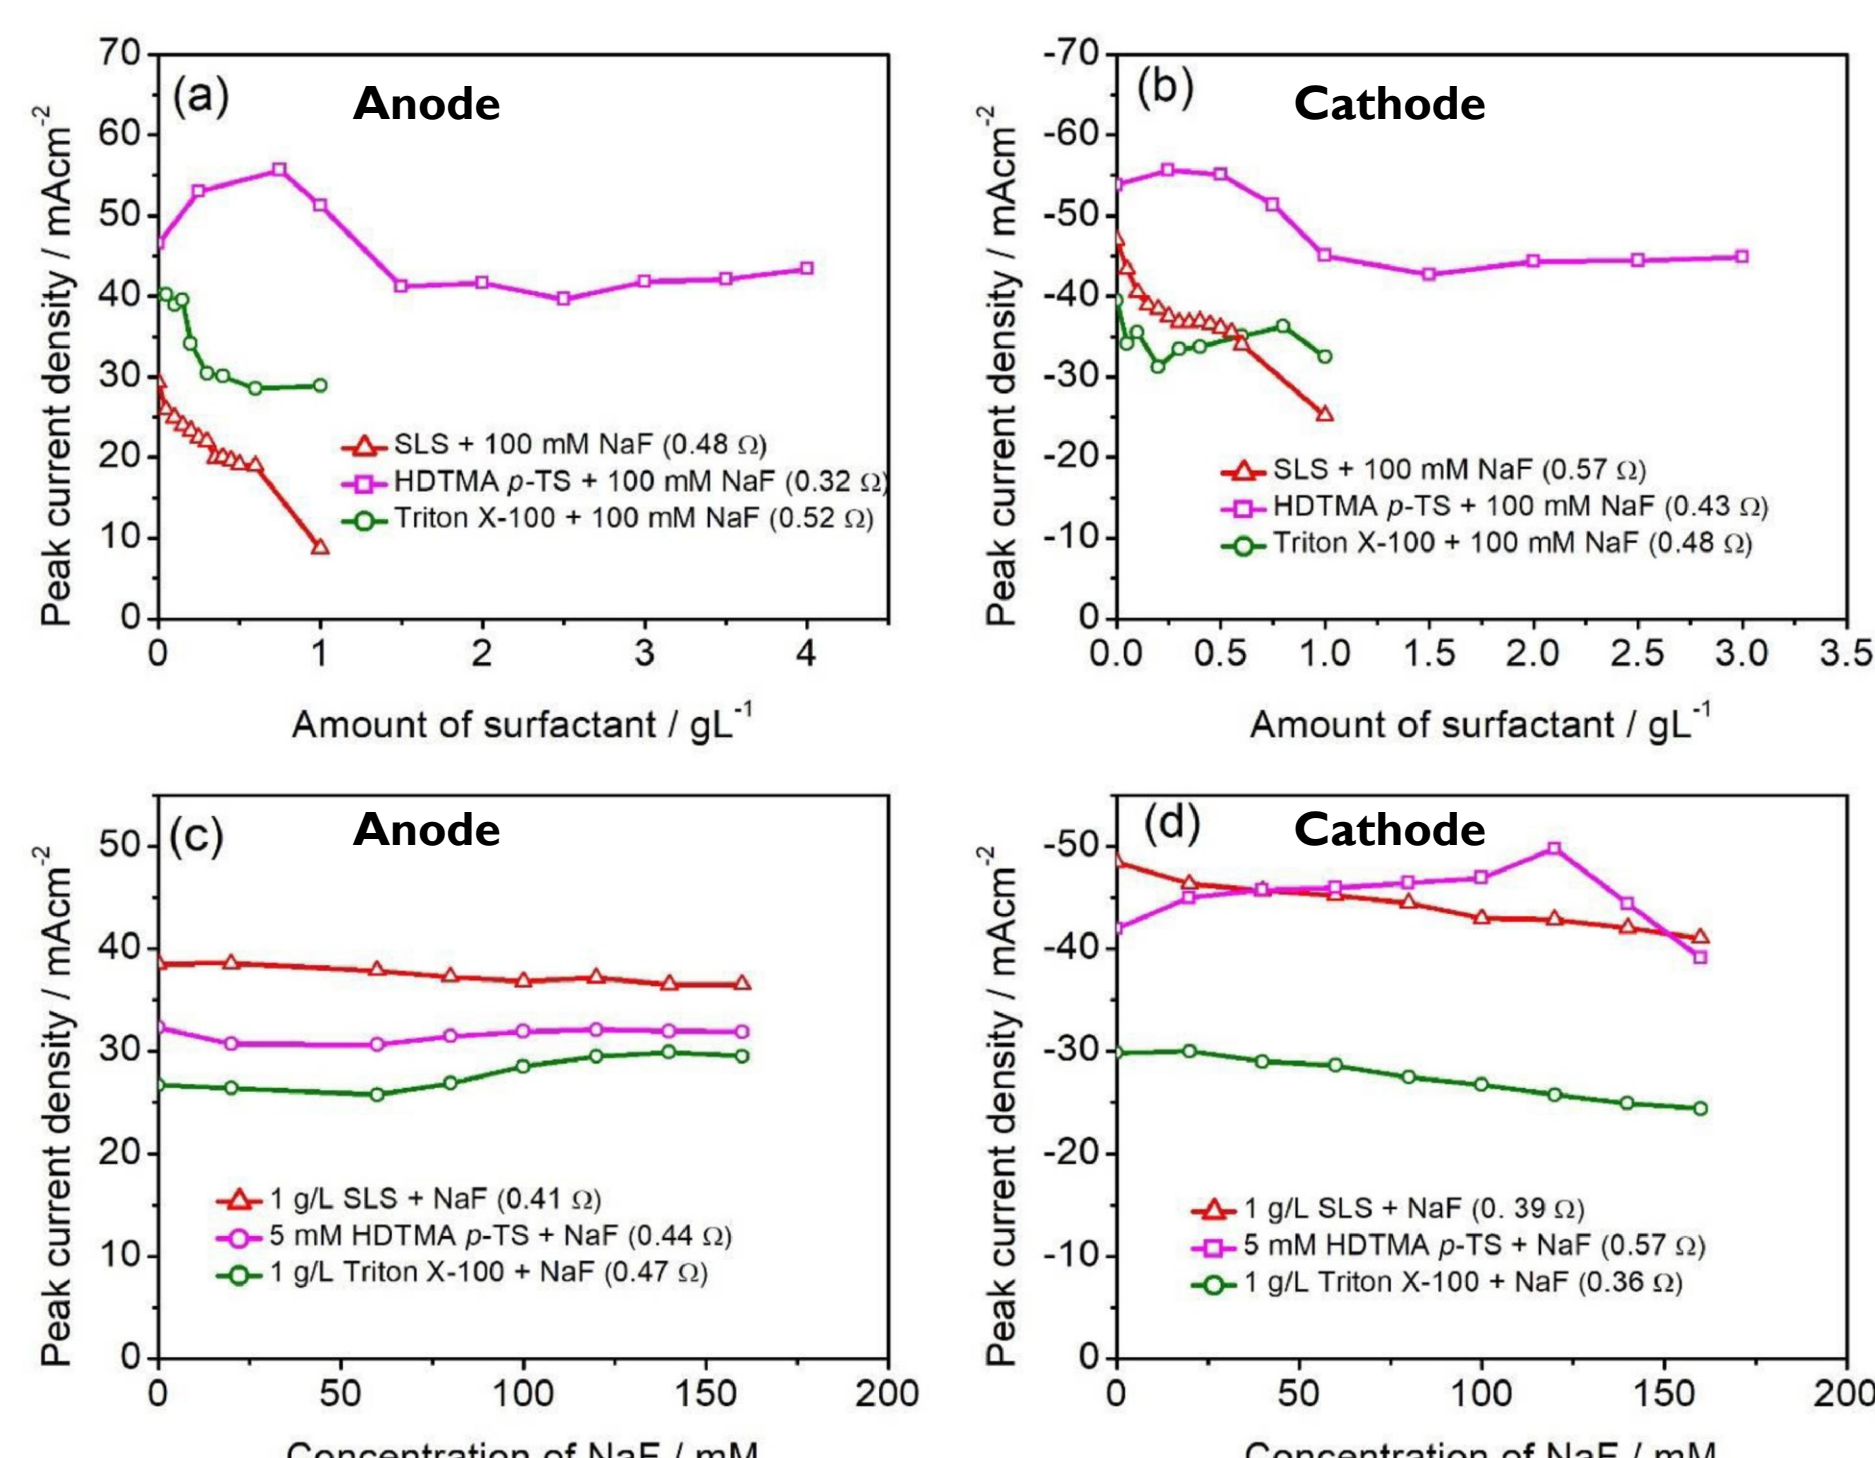 (a) Anode
Peak current density / mAcm-2
70
60
50
40
30
20
10
0
SLS + 100 mM NaF (0.48 Ω)
HDTMA p-TS + 100 mM NaF (0.32 Ω)
Triton X-100 + 100 mM NaF (0.52 Ω)
0 1 2 3 4
Amount of surfactant / gL-1
(b) Cathode
Peak current density / mAcm-2
-70
-60
-50
-40
-30
-20
-10
0
SLS + 100 mM NaF (0.57 Ω)
HDTMA p-TS + 100 mM NaF (0.43 Ω)
Triton X-100 + 100 mM NaF (0.48 Ω)
0.0 0.5 1.0 1.5 2.0 2.5 3.0 3.5
Amount of surfactant / gL-1
(c) Anode
Peak current density / mAcm-2
50
40
30
20
10
0
1 g/L SLS + NaF (0.41 Ω)
5 mM HDTMA p-TS + NaF (0.44 Ω)
1 g/L Triton X-100 + NaF (0.47 Ω)
0 50 100 150 200
Concentration of NaF / mM
(d) Cathode
Peak current density / mAcm-2
-50
-40
-30
-20
-10
0
1 g/L SLS + NaF (0. 39 Ω)
5 mM HDTMA p-TS + NaF (0.57 Ω)
1 g/L Triton X-100 + NaF (0.36 Ω)
0 50 100 150 200
Concentration of NaF / mM